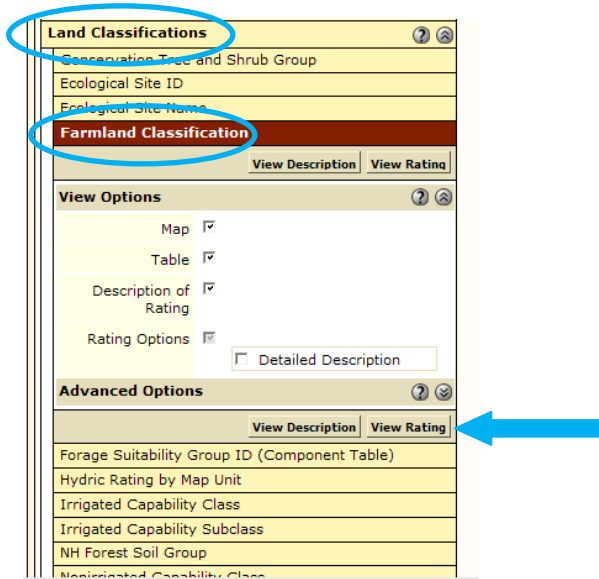 Land Classifications
Conservation Tree and Shrub Group
Ecological Site ID
Ecological Site Name
Farmland Classification
View Description View Rating
View Options
Map
Table
Description of
Rating
Rating Options
Detailed Description
Advanced Options
View Description View Rating
Forage Suitability Group ID (Component Table)
Hydric Rating by Map Unit
Irrigated Capability Class
Irrigated Capability Subclass
NH Forest Soil Group
Nonirrigated Capability Class